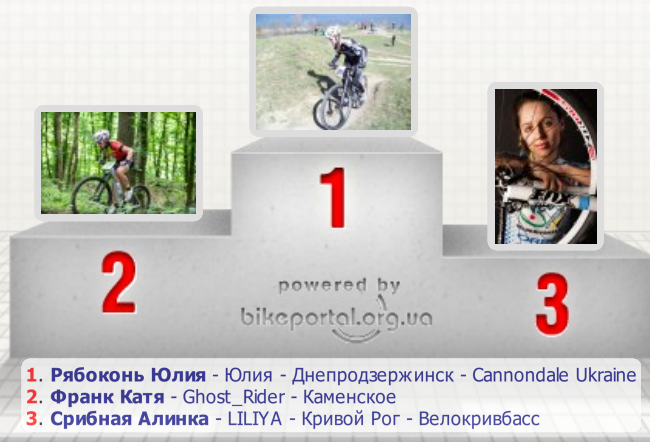 1
2
3
powered by
bikeportal.org.ua
1. Рябоконь Юлия - Юлия - Днепродзержинск - Cannondale Ukraine
2. Франк Катя - Ghost_Rider - Каменское
3. Срибная Алинка - LILIYA - Кривой Рог - Велокривбасс